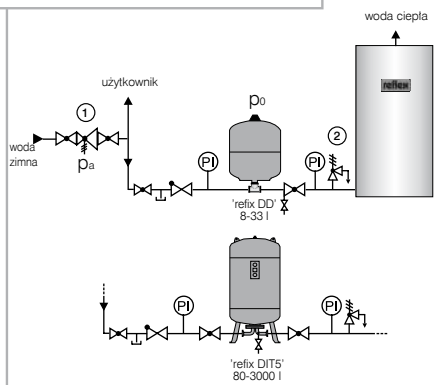 woda ciepła
reflex
użytkownik
1
p0
2
woda
zimna
pa
PI
PI
'refix DD'
8-33 l
PI
PI
'refix DIT5'
80-3000 l